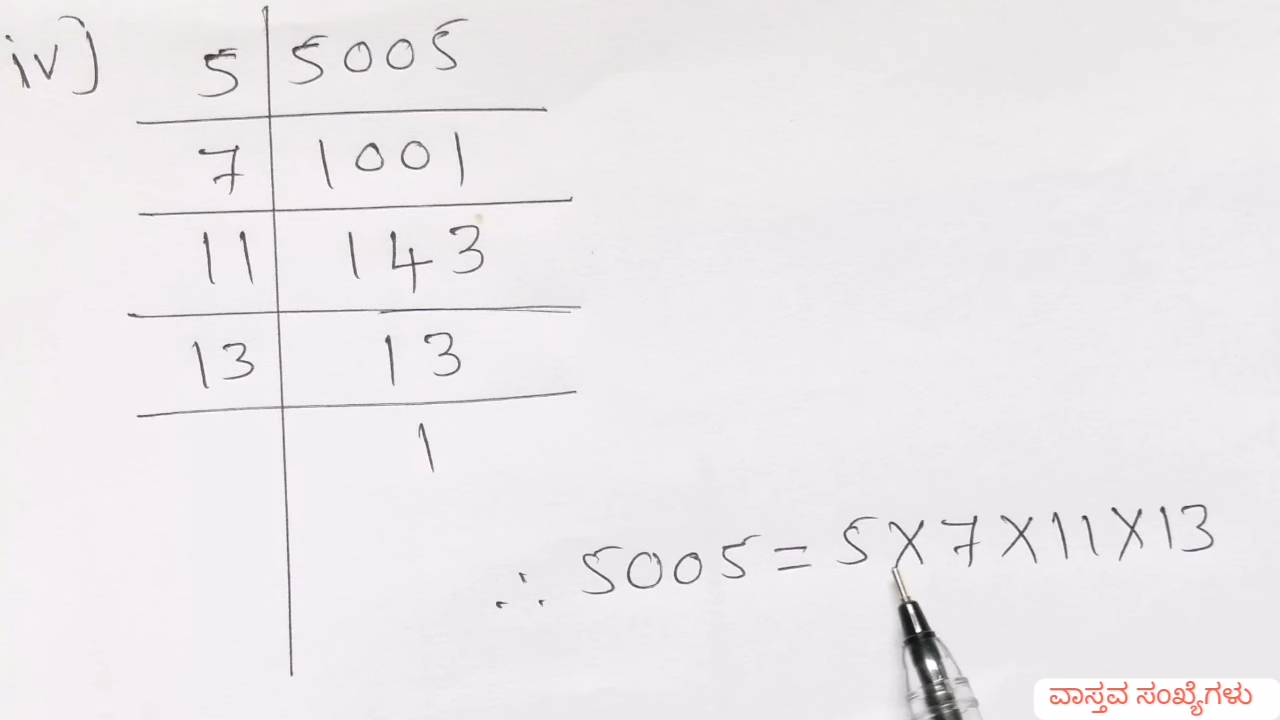 iv) 5 5005
7 1001
11 143
13 13
1
∴ 5005 = 5 X 7 X 11 X 13
ವಾಸ್ತವ ಸಂಖ್ಯೆಗಳು